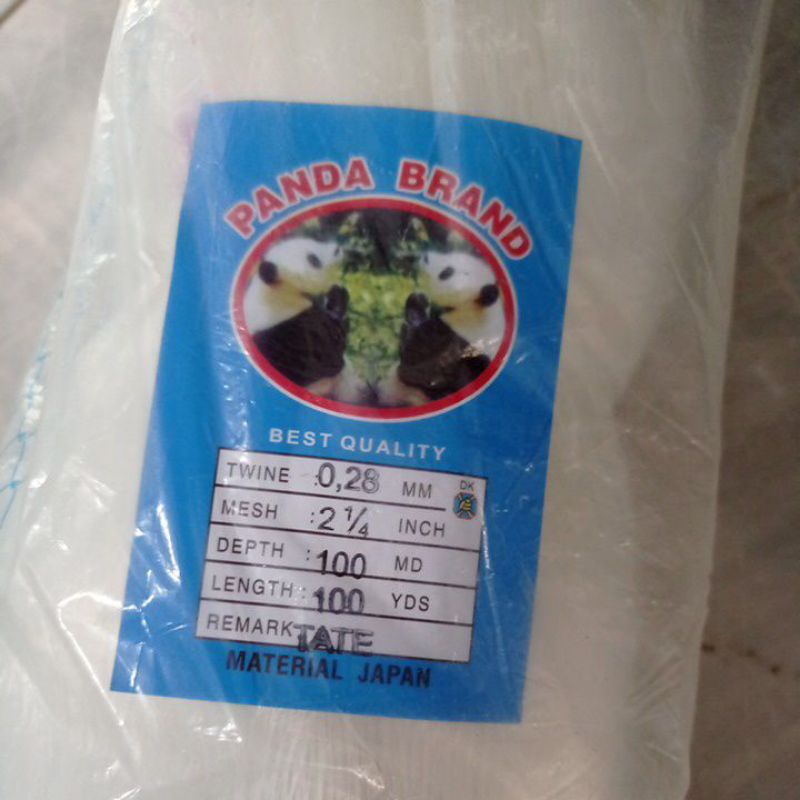 PANDA BRAND
BEST QUALITY
TWINE : 0,28 MM
DK
MESH : 2 1/4 INCH
DEPTH : 100 MD
LENGTH : 100 YDS
REMARK TATE
MATERIAL JAPAN